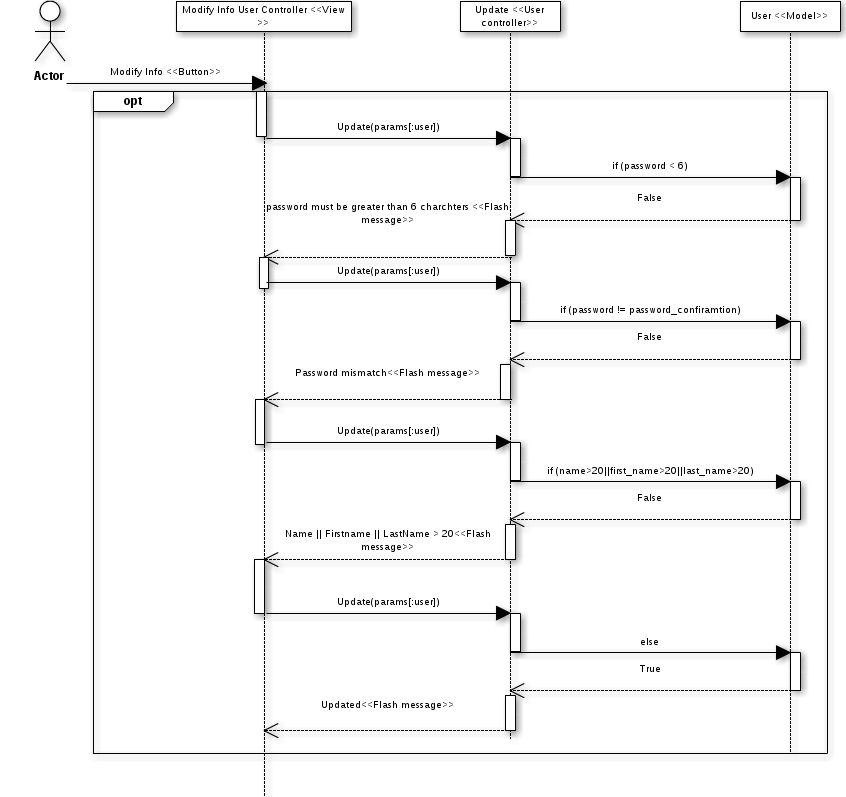 Modify Info User Controller <<View
>>
Update <<User
controller>>
User <<Model>>
Actor
Modify Info <<Button>>
opt
Update(params[:user])
if (password < 6)
False
password must be greater than 6 charchters <<Flash
message>>
Update(params[:user])
if (password != password_confiramtion)
False
Password mismatch<<Flash message>>
Update(params[:user])
if (name>20||first_name>20||last_name>20)
False
Name || Firstname || LastName > 20<<Flash
message>>
Update(params[:user])
else
True
Updated<<Flash message>>